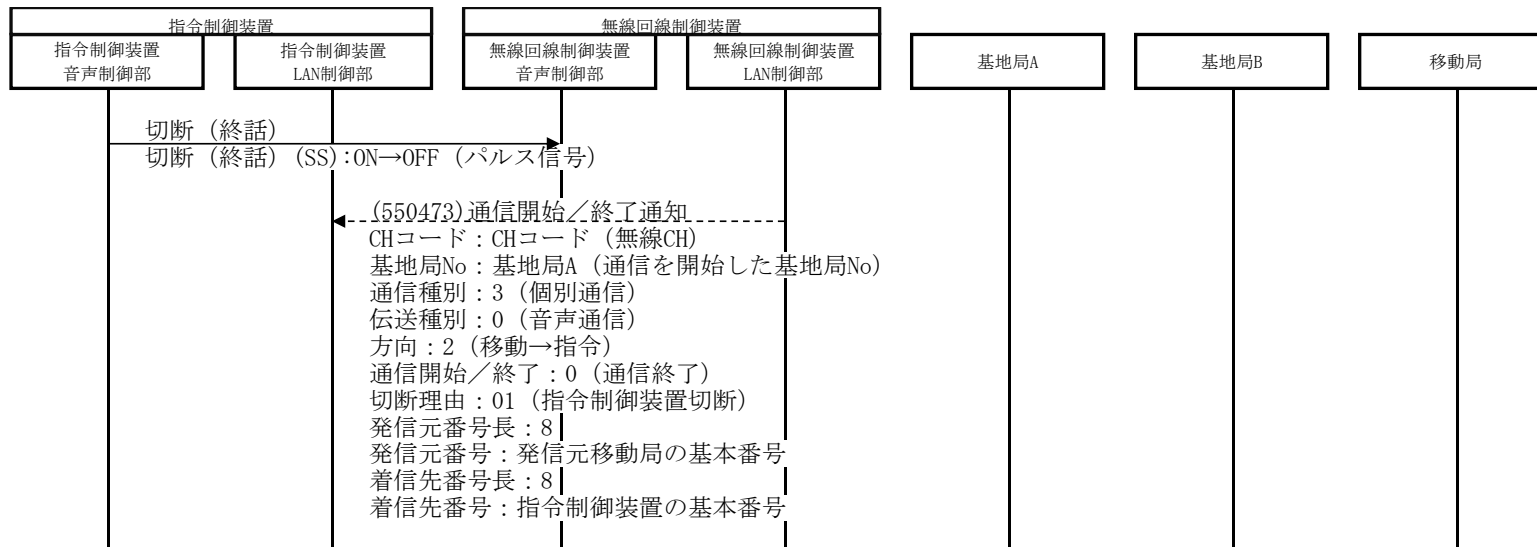 指令制御装置
無線回線制御装置
指令制御装置
音声制御部
指令制御装置
LAN制御部
無線回線制御装置
音声制御部
無線回線制御装置
LAN制御部
基地局A
基地局B
移動局
切断（終話）
切断（終話）(SS):ON→OFF（パルス信号）
(550473)通信開始／終了通知
CHコード：CHコード（無線CH）
基地局No：基地局A（通信を開始した基地局No）
通信種別：3（個別通信）
伝送種別：0（音声通信）
方向：2（移動→指令）
通信開始／終了：0（通信終了）
切断理由：01（指令制御装置切断）
発信元番号長：8
発信元番号：発信元移動局の基本番号
着信先番号長：8
着信先番号：指令制御装置の基本番号